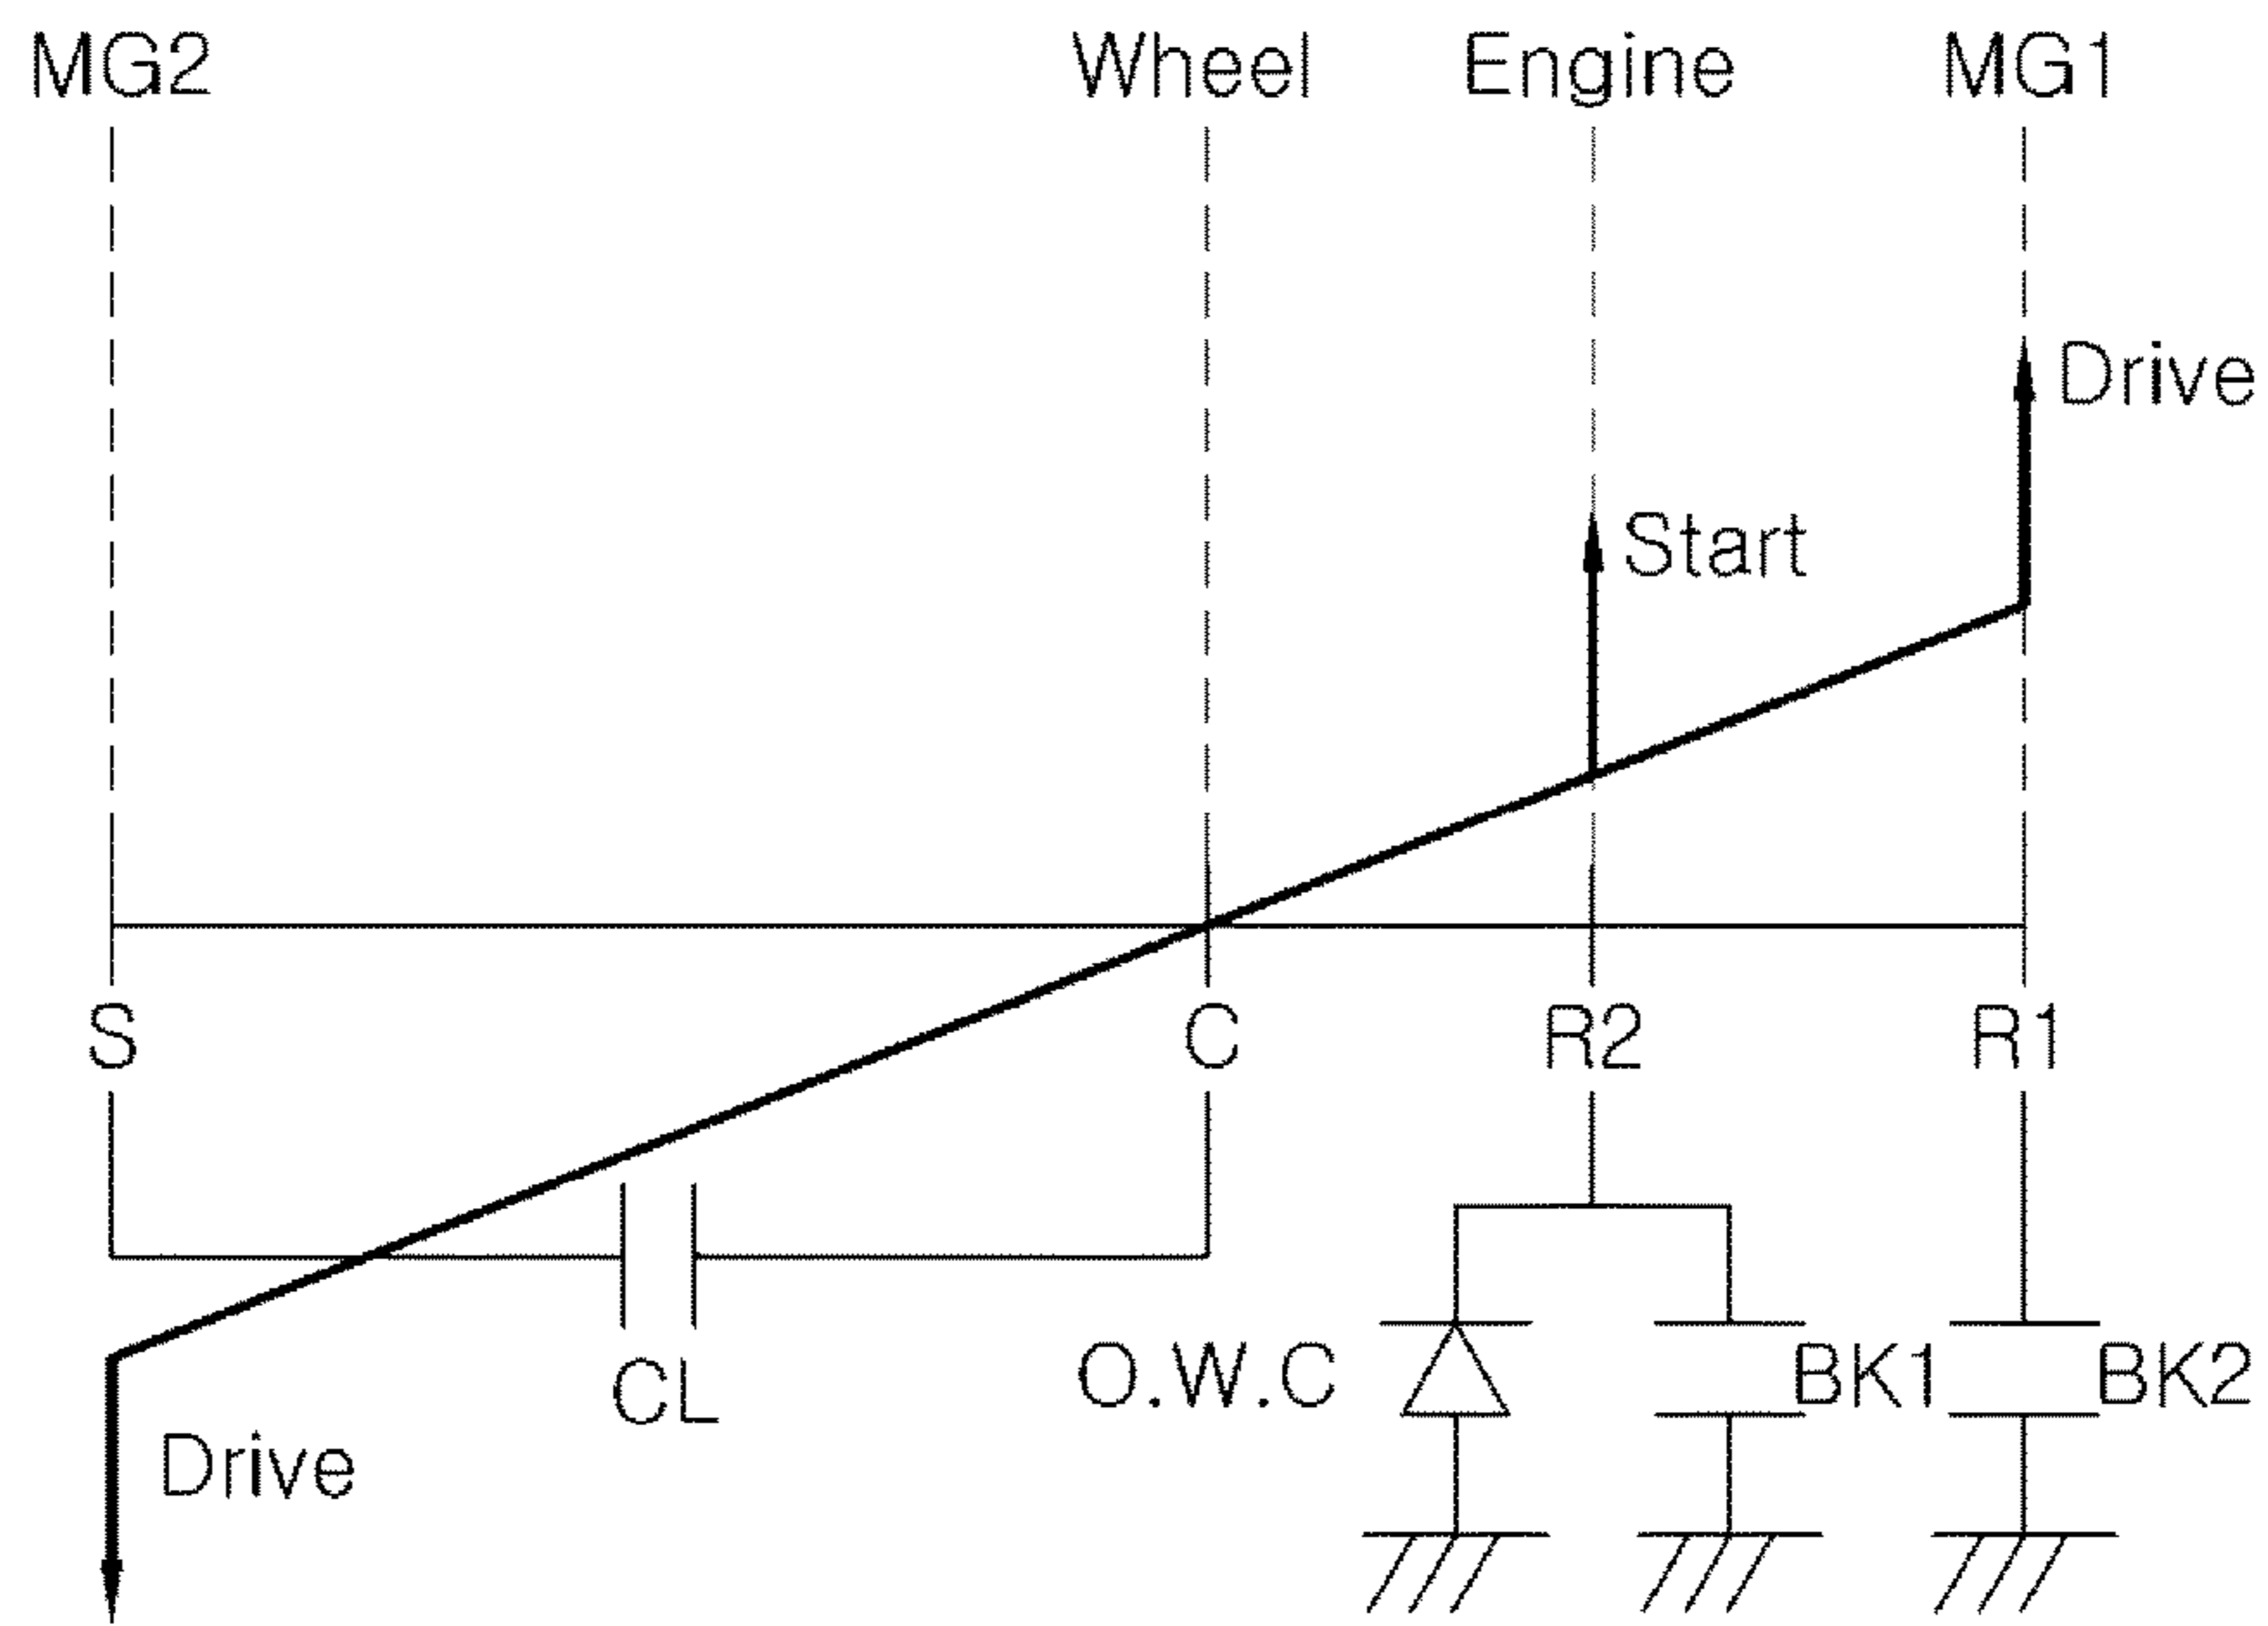 MG2 Wheel Engine MG1
Drive
Start
S C R2 R1
O.W.C BK1 BK2
CL
Drive